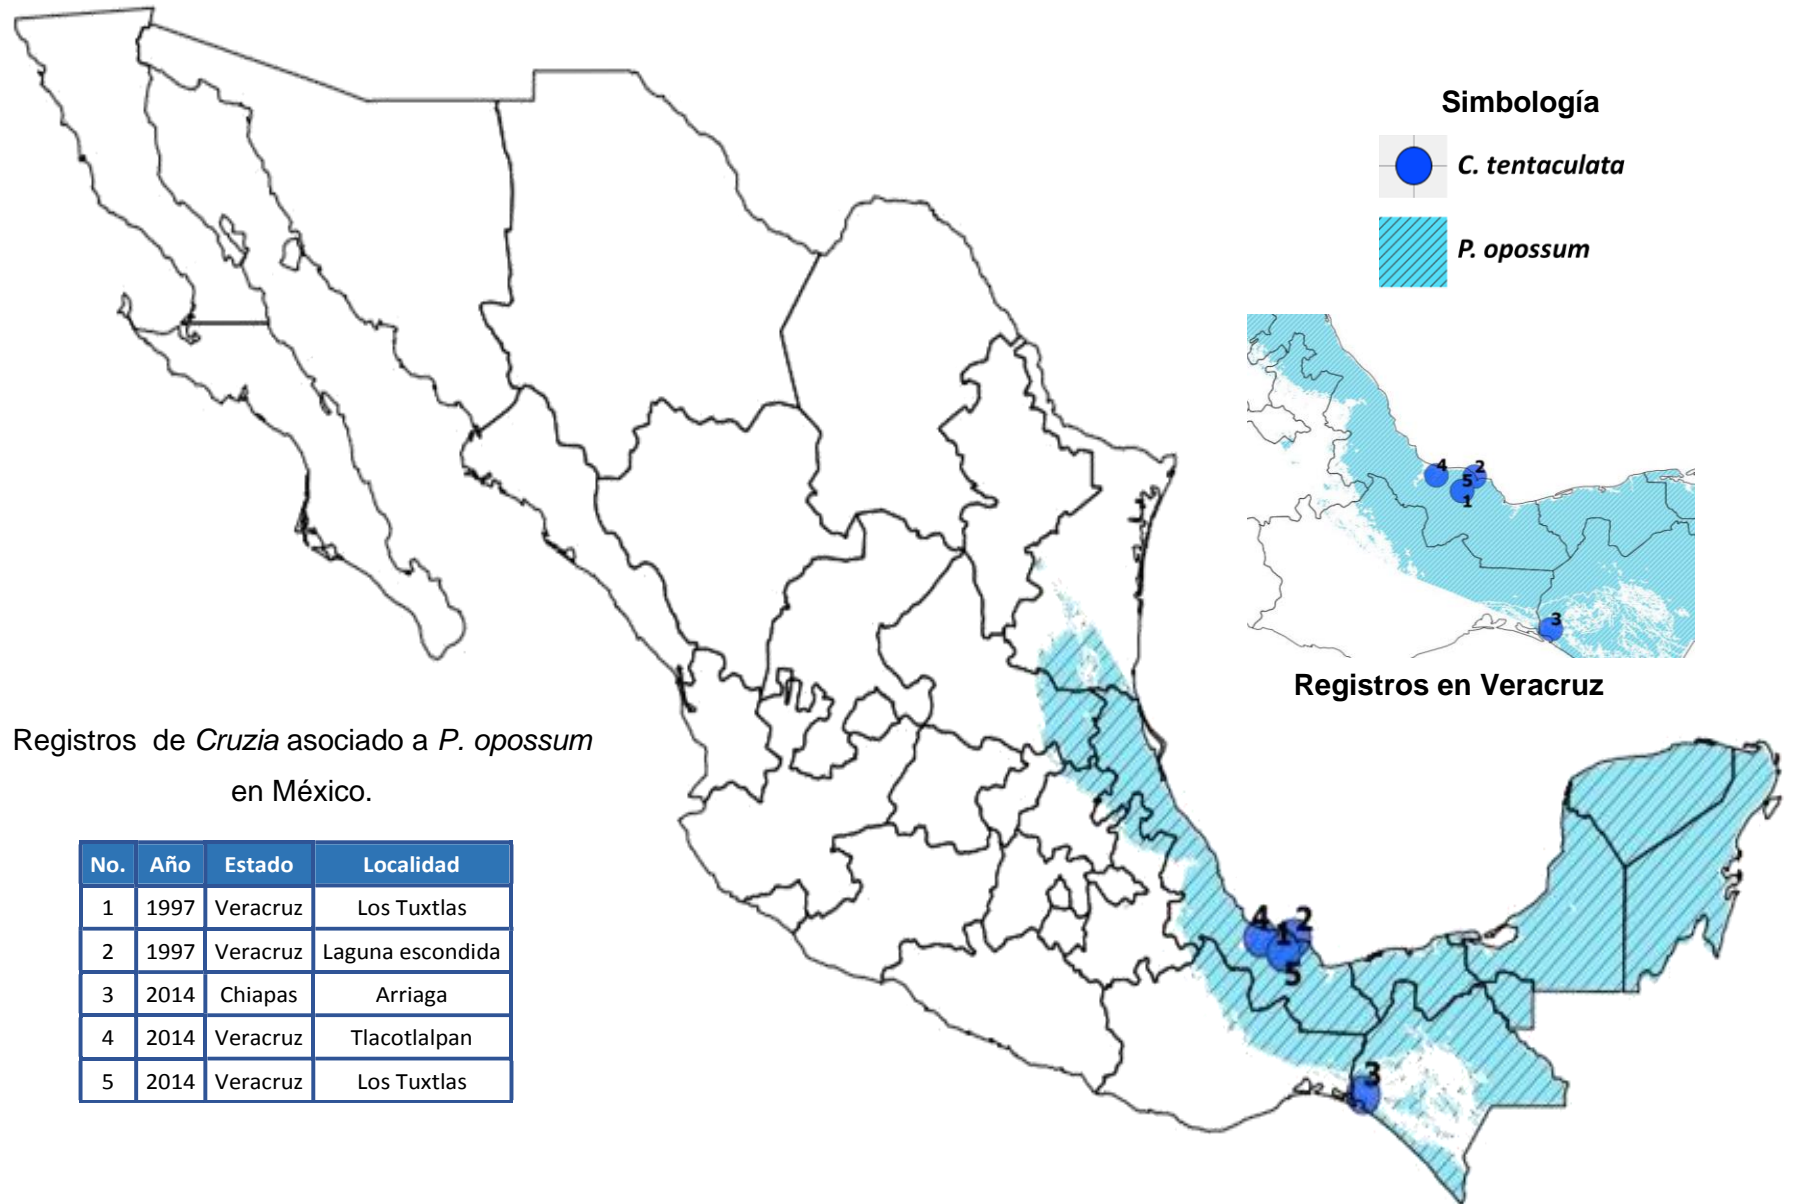 Simbología
C. tentaculata
P. opossum
4
2
5
1
3
Registros en Veracruz
Registros de Cruzia asociado a P. opossum
en México.
No. Año Estado Localidad
1 1997 Veracruz Los Tuxtlas
2 1997 Veracruz Laguna escondida
3 2014 Chiapas Arriaga
4 2014 Veracruz Tlacotlalpan
5 2014 Veracruz Los Tuxtlas
4
2
1
5
3